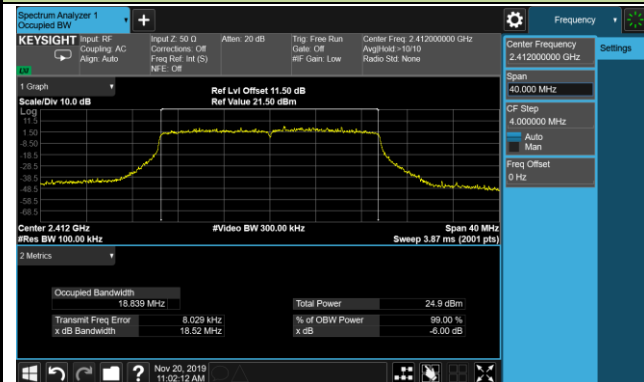 Spectrum Analyzer 1
Occupied BW
+
Frequency
KEYSIGHT
Input: RF
Coupling: AC
Align: Auto
Input Z: 50 Ω
Corrections: Off
Freq Ref: Int (S)
NFE: Off
Atten: 20 dB
Trig: Free Run
Gate: Off
#IF Gain: Low
Center Freq: 2.412000000 GHz
Avg|Hold:>10/10
Radio Std: None
Center Frequency
2.412000000 GHz
Settings
Span
40.000 MHz
CF Step
4.000000 MHz
Auto
Man
Freq Offset
0 Hz
1 Graph
Scale/Div 10.0 dB
Ref Lvl Offset 11.50 dB
Ref Value 21.50 dBm
Log
11.5
1.50
-8.50
-18.5
-28.5
-38.5
-48.5
-58.5
-68.5
Center 2.412 GHz
#Res BW 100.00 kHz
#Video BW 300.00 kHz
Span 40 MHz
Sweep 3.87 ms (2001 pts)
2 Metrics
Occupied Bandwidth
18.839 MHz
Total Power 24.9 dBm
Transmit Freq Error 8.029 kHz
% of OBW Power 99.00 %
x dB Bandwidth 18.52 MHz
x dB -6.00 dB
?
Nov 20, 2019
11:02:12 AM